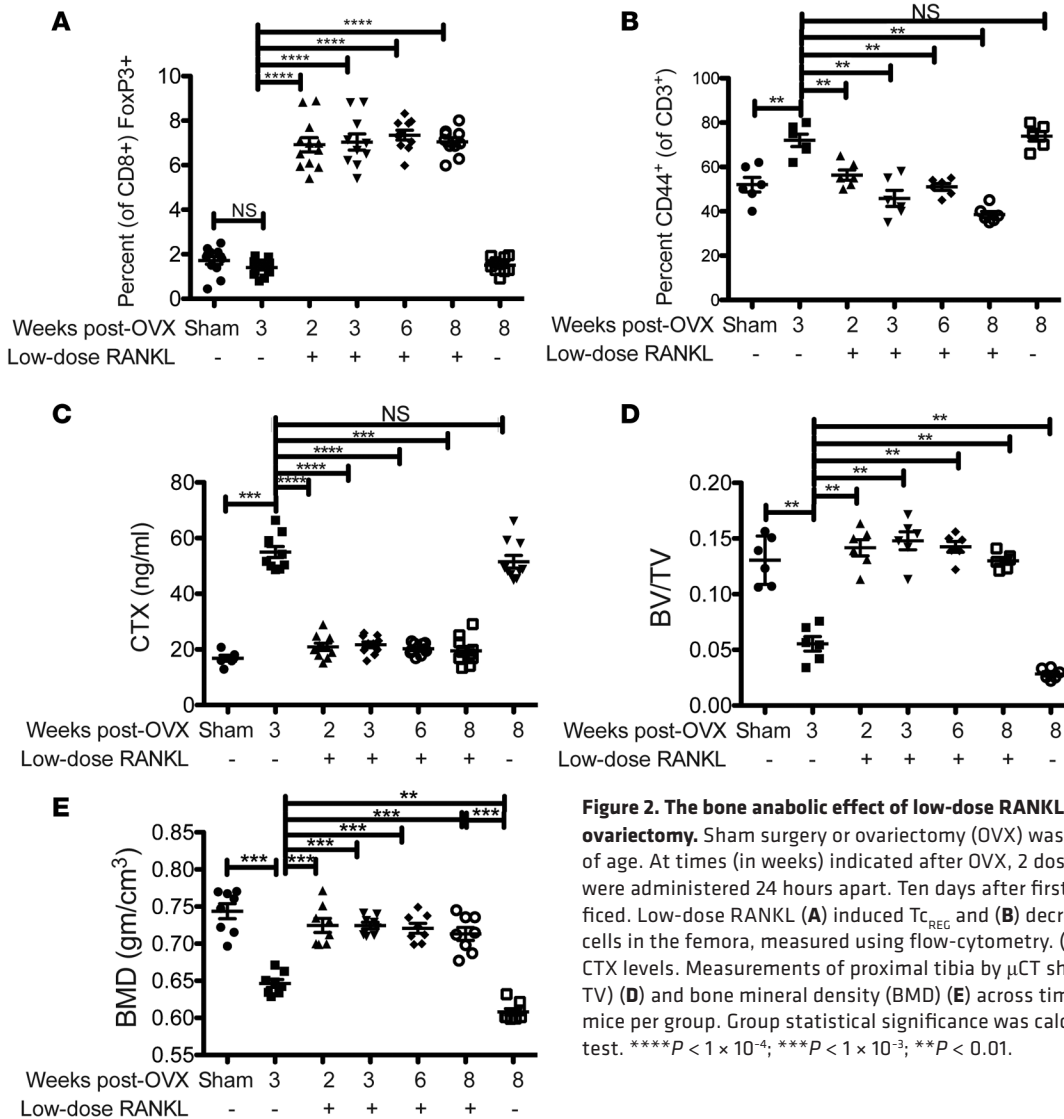 A
**** 
****
****
****
NS
Percent (of CD8+) FoxP3+
10
8
6
4
2
0
Weeks post-OVX Sham 3 2 3 6 8 8
Low-dose RANKL - - + + + + -
B
NS
**
**
**
**
**
Percent CD44+ (of CD3+)
100
80
60
40
20
0
Weeks post-OVX Sham 3 2 3 6 8 8
Low-dose RANKL - - + + + + -
C
NS
***
****
****
****
***
CTX (ng/ml)
80
60
40
20
0
Weeks post-OVX Sham 3 2 3 6 8 8
Low-dose RANKL - - + + + + -
D
**
**
**
**
**
**
BV/TV
0.20
0.15
0.10
0.05
0.00
Weeks post-OVX Sham 3 2 3 6 8 8
Low-dose RANKL - - + + + + -
E
**
*** ***
***
***
*** ***
BMD (gm/cm³)
0.85
0.80
0.75
0.70
0.65
0.60
0.55
Weeks post-OVX Sham 3 2 3 6 8 8
Low-dose RANKL - - + + + + -
Figure 2. The bone anabolic effect of low-dose RANKL
ovariectomy. Sham surgery or ovariectomy (OVX) was
of age. At times (in weeks) indicated after OVX, 2 dos
were administered 24 hours apart. Ten days after first
ficed. Low-dose RANKL (A) induced TcREG and (B) decr
cells in the femora, measured using flow-cytometry. (
CTX levels. Measurements of proximal tibia by μCT sh
TV) (D) and bone mineral density (BMD) (E) across tim
mice per group. Group statistical significance was calc
test. ****P < 1 × 10⁻⁴; ***P < 1 × 10⁻³; **P < 0.01.